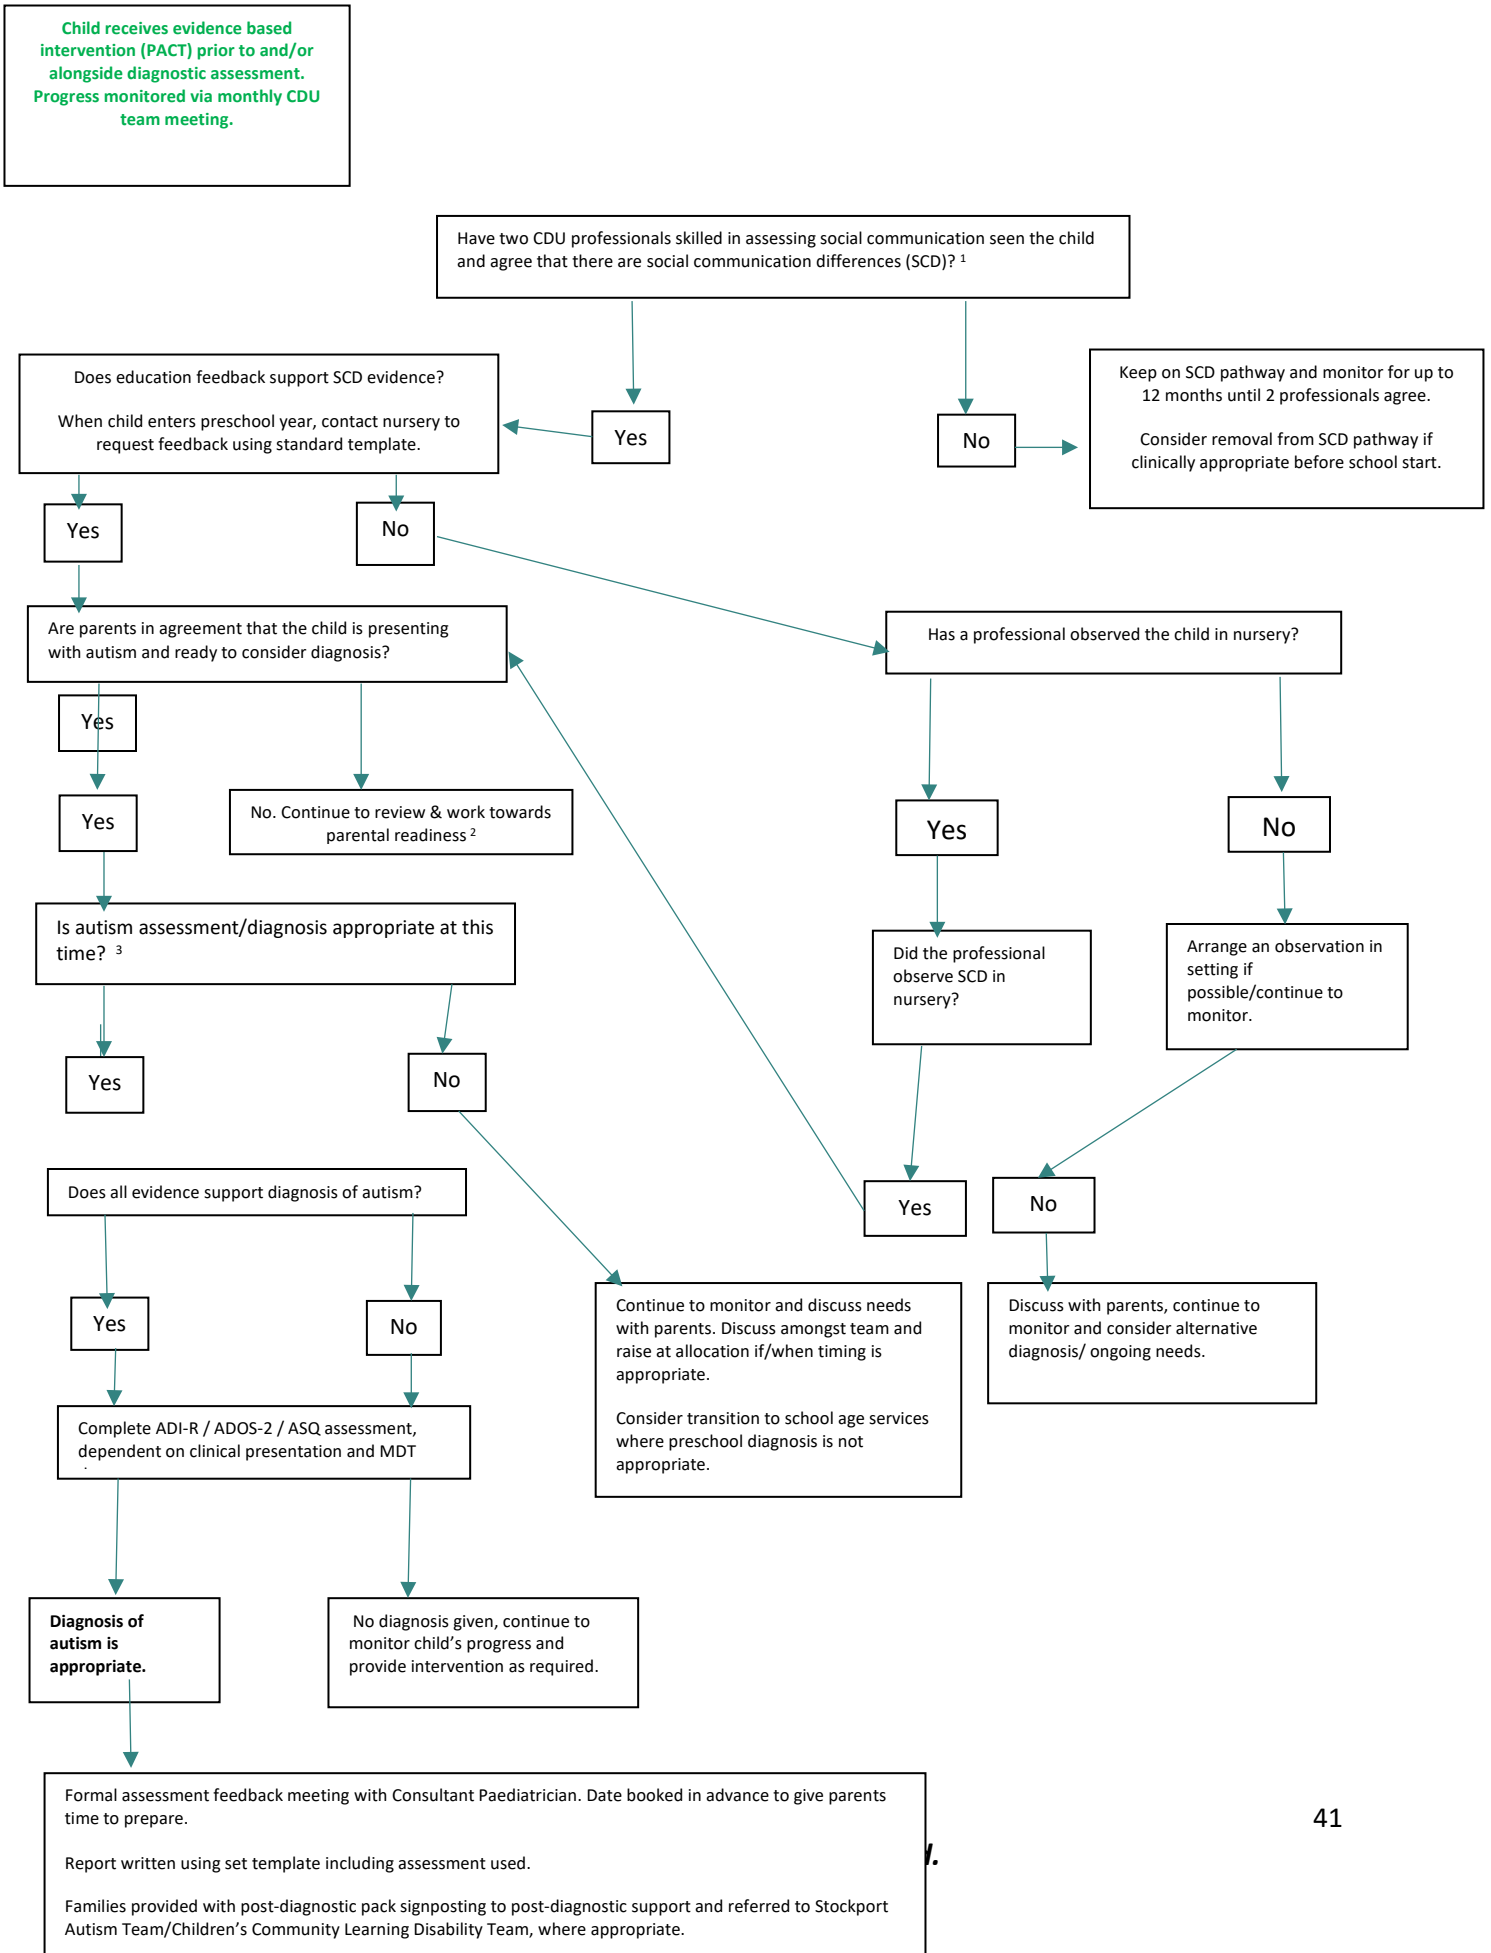 Child receives evidence based
intervention (PACT) prior to and/or
alongside diagnostic assessment.
Progress monitored via monthly CDU
team meeting.
Have two CDU professionals skilled in assessing social communication seen the child
and agree that there are social communication differences (SCD)? 1
Does education feedback support SCD evidence?
When child enters preschool year, contact nursery to
request feedback using standard template.
Yes
No
Keep on SCD pathway and monitor for up to
12 months until 2 professionals agree.
Consider removal from SCD pathway if
clinically appropriate before school start.
Yes
No
Are parents in agreement that the child is presenting
with autism and ready to consider diagnosis?
Has a professional observed the child in nursery?
Yes
Yes
No. Continue to review & work towards
parental readiness 2
Yes
No
Is autism assessment/diagnosis appropriate at this
time? 3
Did the professional
observe SCD in
nursery?
Arrange an observation in
setting if
possible/continue to
monitor.
Yes
No
Does all evidence support diagnosis of autism?
Yes
No
Yes
No
Continue to monitor and discuss needs
with parents. Discuss amongst team and
raise at allocation if/when timing is
appropriate.
Consider transition to school age services
where preschool diagnosis is not
appropriate.
Discuss with parents, continue to
monitor and consider alternative
diagnosis/ ongoing needs.
Complete ADI-R / ADOS-2 / ASQ assessment,
dependent on clinical presentation and MDT
Diagnosis of
autism is
appropriate.
No diagnosis given, continue to
monitor child’s progress and
provide intervention as required.
Formal assessment feedback meeting with Consultant Paediatrician. Date booked in advance to give parents
time to prepare.
41
Report written using set template including assessment used.
Families provided with post-diagnostic pack signposting to post-diagnostic support and referred to Stockport
Autism Team/Children’s Community Learning Disability Team, where appropriate.